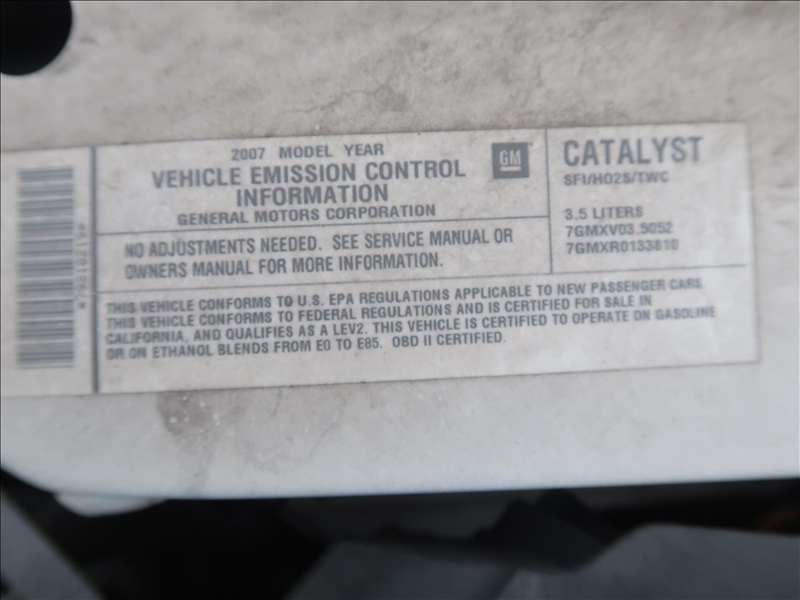 2007 MODEL YEAR
VEHICLE EMISSION CONTROL
INFORMATION
GENERAL MOTORS CORPORATION
GM
NO ADJUSTMENTS NEEDED. SEE SERVICE MANUAL OR
OWNERS MANUAL FOR MORE INFORMATION.
CATALYST
SFI/HO2S/TWC
3.5 LITERS
7GMXV03.5052
7GMXR0133810
THIS VEHICLE CONFORMS TO U.S. EPA REGULATIONS APPLICABLE TO NEW PASSENGER CARS.
THIS VEHICLE CONFORMS TO FEDERAL REGULATIONS AND IS CERTIFIED FOR SALE IN
CALIFORNIA, AND QUALIFIES AS A LEV2. THIS VEHICLE IS CERTIFIED TO OPERATE ON GASOLINE
OR ON ETHANOL BLENDS FROM E0 TO E85. OBD II CERTIFIED.